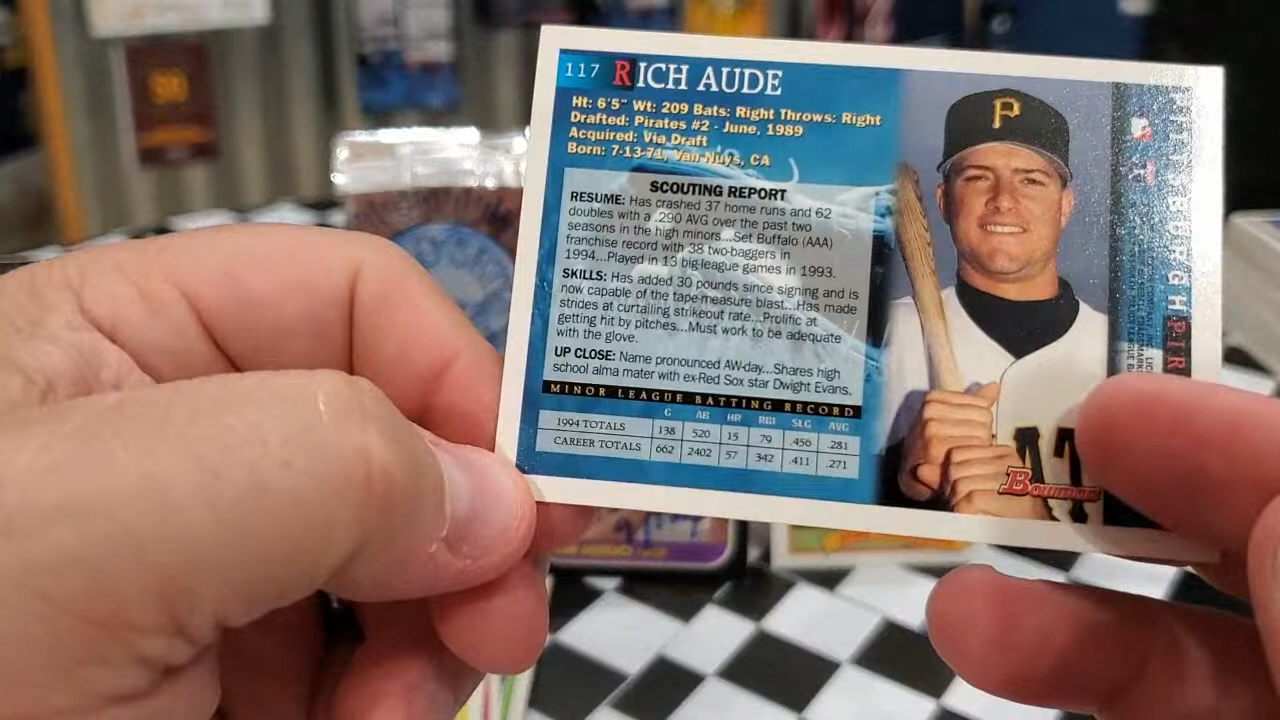 117 RICH AUDE
Ht: 6'5" Wt: 209 Bats: Right Throws: Right
Drafted: Pirates #2 - June, 1989
Acquired: Via Draft
Born: 7-13-71, Van Nuys, CA
SCOUTING REPORT
RESUME: Has crashed 37 home runs and 62
doubles with a .290 AVG over the past two
seasons in the high minors...Set Buffalo (AAA)
franchise record with 38 two-baggers in
1994...Played in 13 big-league games in 1993.
SKILLS: Has added 30 pounds since signing and is
now capable of the tape-measure blast...Has made
strides at curtailing strikeout rate...Prolific at
getting hit by pitches...Must work to be adequate
with the glove.
UP CLOSE: Name pronounced AW-day...Shares high
school alma mater with ex-Red Sox star Dwight Evans.
MINOR LEAGUE BATTING RECORD
G AB HR RBI SLG AVG
1994 TOTALS 138 520 15 79 .456 .281
CAREER TOTALS 662 2402 57 342 .411 .271
P
AT
Bowman